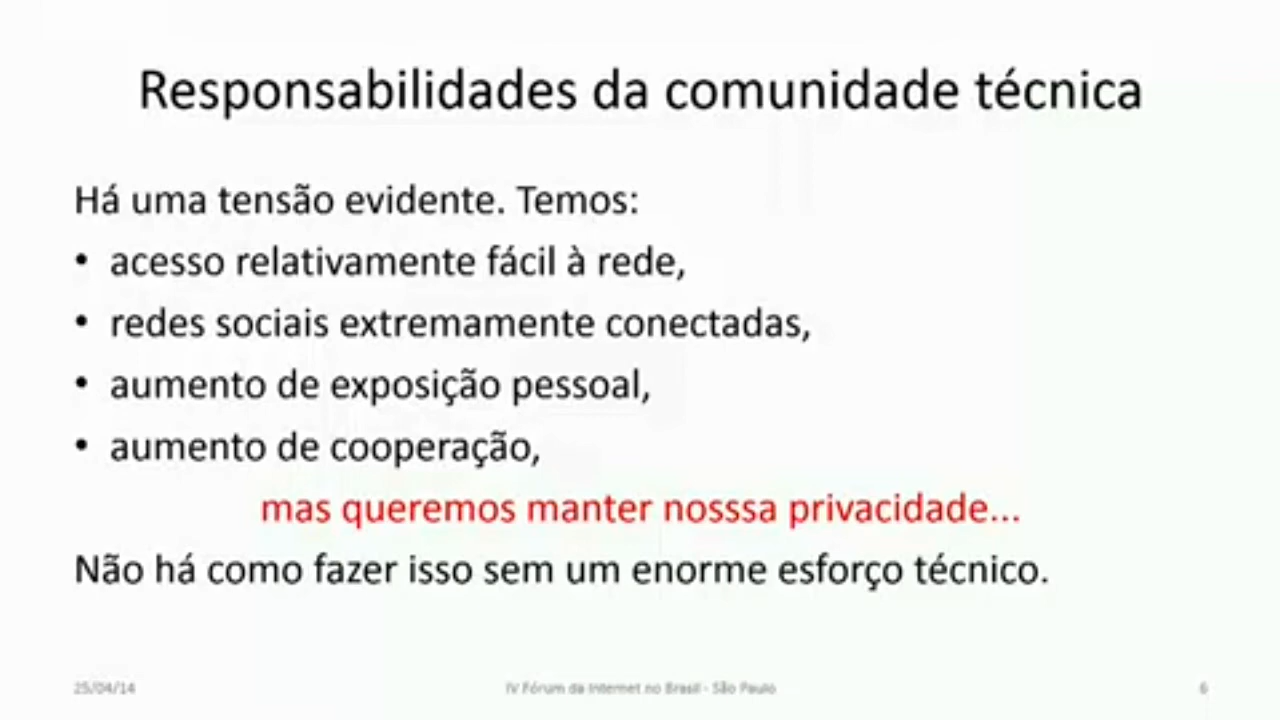 Responsabilidades da comunidade técnica
Há uma tensão evidente. Temos:
• acesso relativamente fácil à rede,
• redes sociais extremamente conectadas,
• aumento de exposição pessoal,
• aumento de cooperação,
mas queremos manter nosssa privacidade...
Não há como fazer isso sem um enorme esforço técnico.
25/04/14
IV Fórum da Internet no Brasil - São Paulo
6